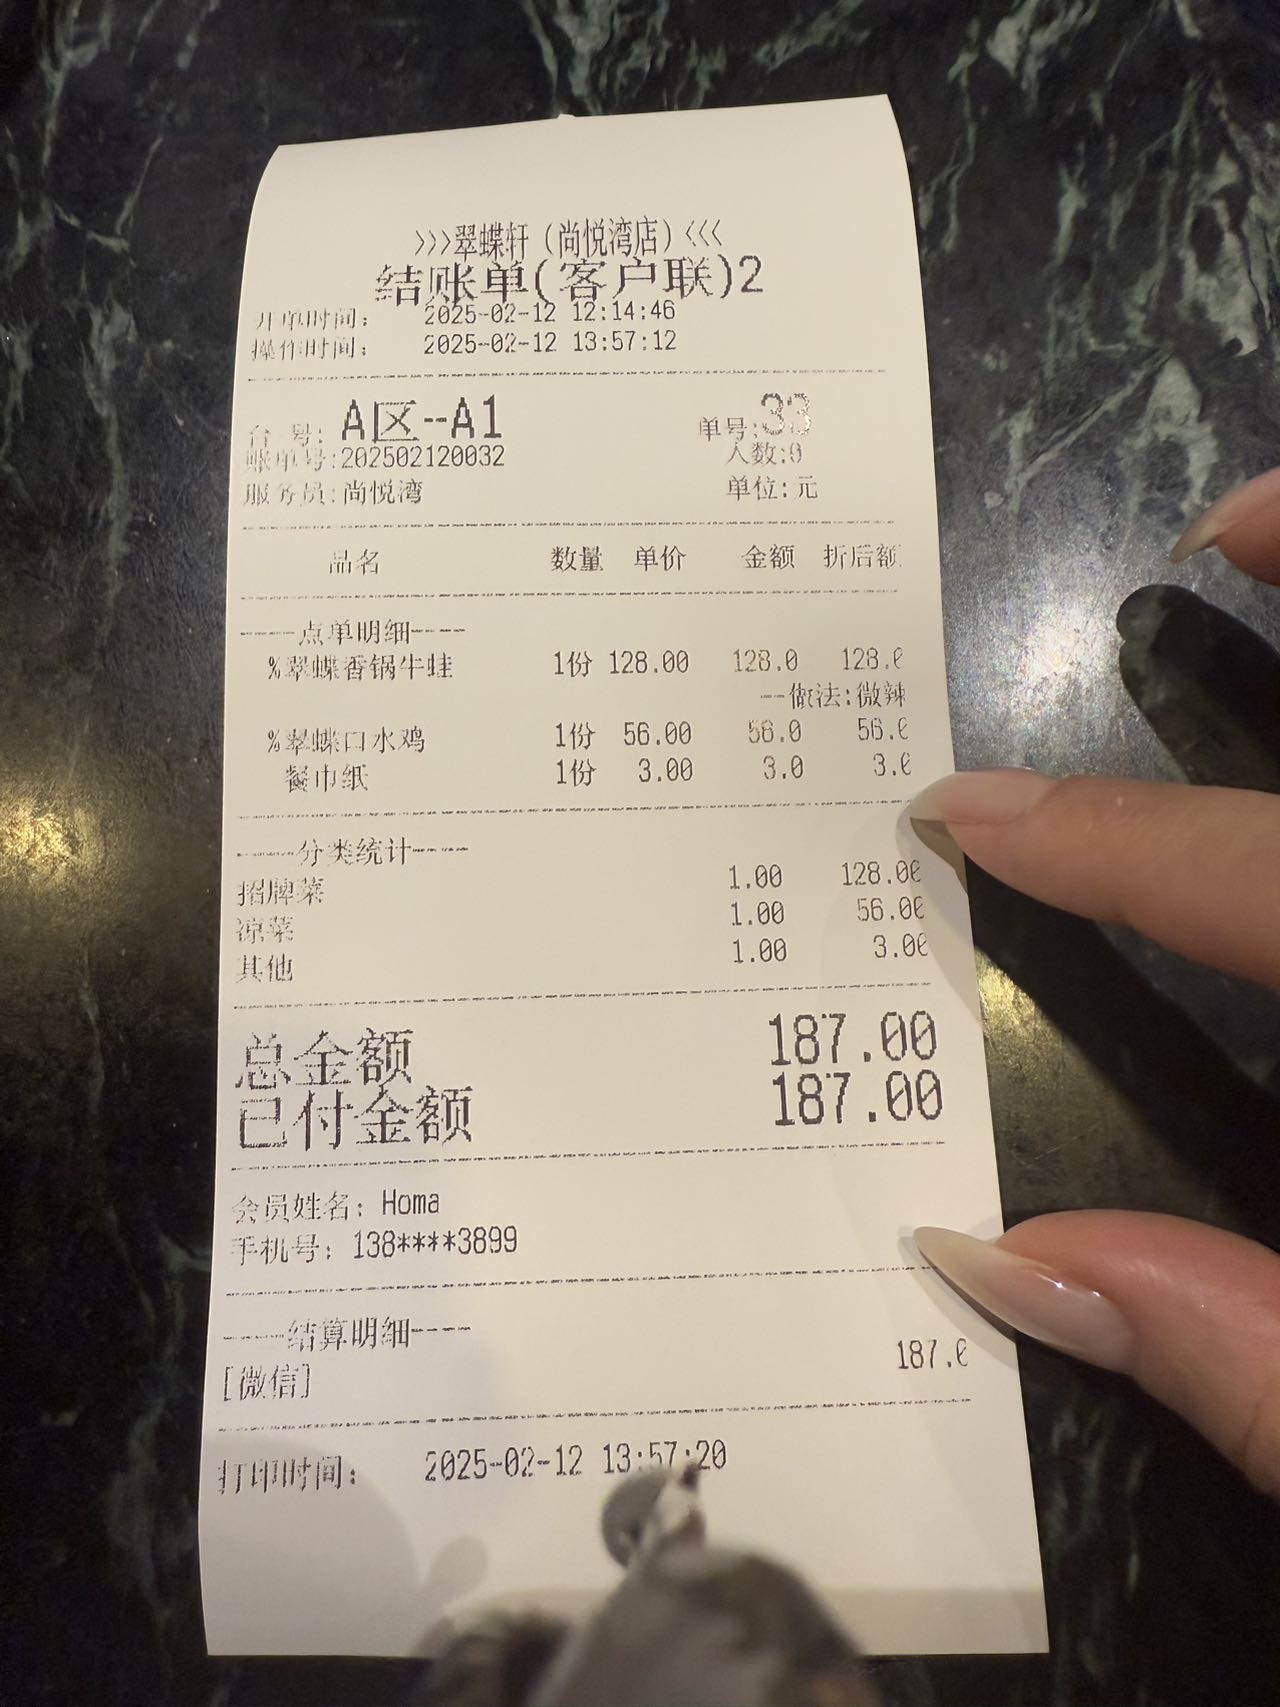 >>>翠蝶轩（尚悦湾店）<<<
结账单(客户联)2
开单时间： 2025-02-12 12:14:46
操作时间： 2025-02-12 13:57:12
台 号: A区--A1 单号:33
账单号:202502120032 人数:0
服务员:尚悦湾 单位:元
品名 数量 单价 金额 折后额
-----点单明细-----
%翠蝶香锅牛蛙 1份 128.00 128.0 128.0
--做法:微辣
%翠蝶口水鸡 1份 56.00 56.0 56.0
餐巾纸 1份 3.00 3.0 3.0
-----分类统计-----
招牌菜 1.00 128.00
凉菜 1.00 56.00
其他 1.00 3.00
总金额 187.00
已付金额 187.00
会员姓名: Homa
手机号: 138****3899
-----结算明细-----
[微信] 187.0
打印时间： 2025-02-12 13:57:20